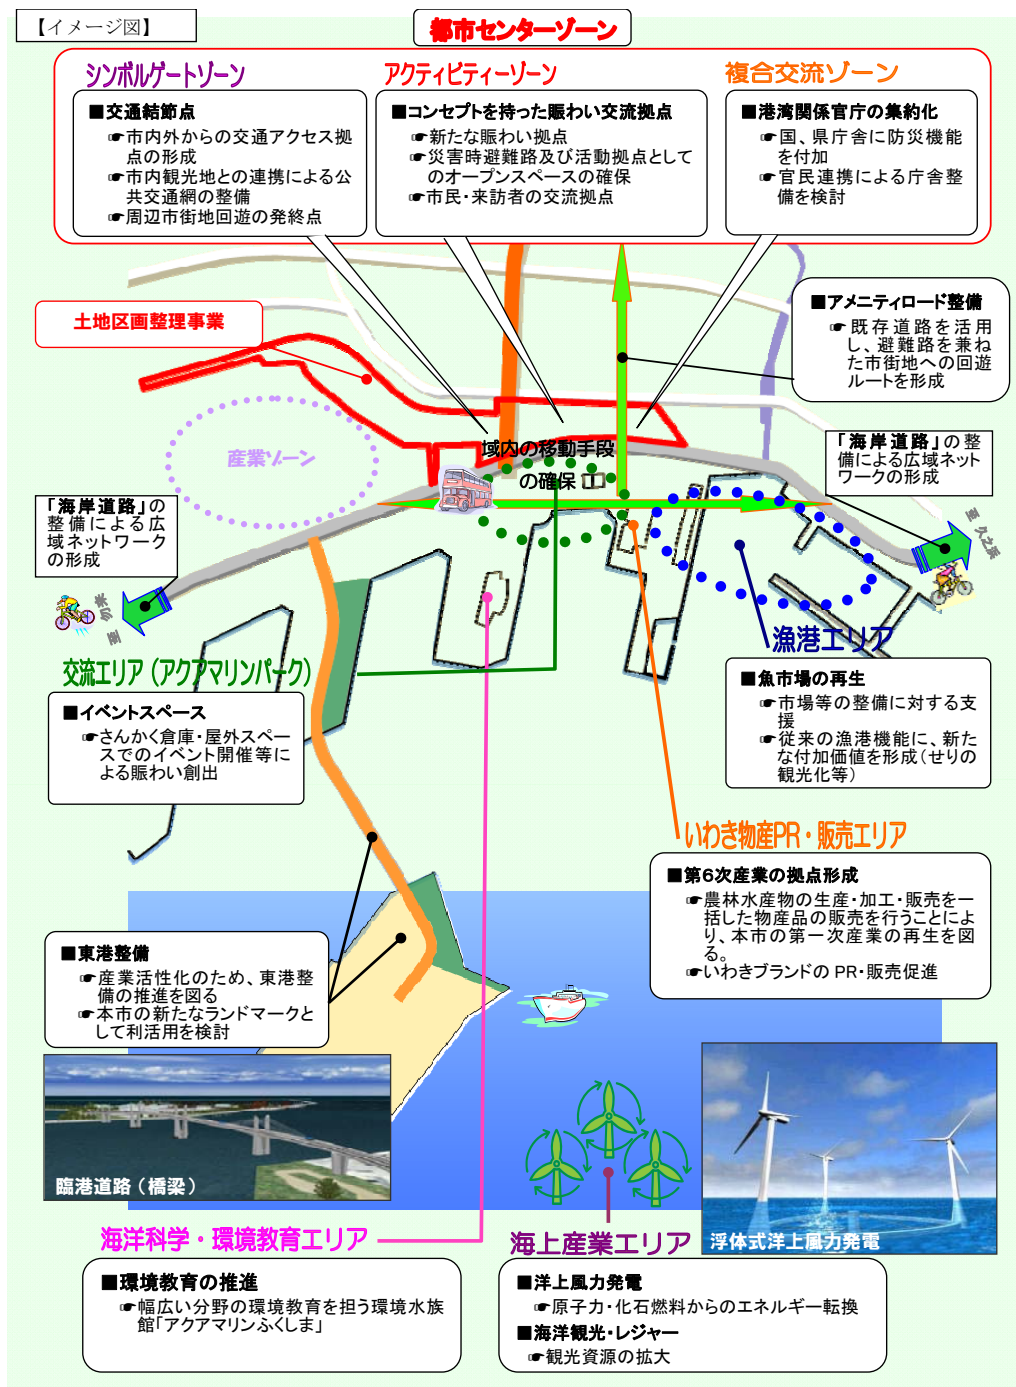 【イメージ図】
都市センターゾーン
シンボルゲートゾーン
■交通結節点
☛市内外からの交通アクセス拠
点の形成
☛市内観光地との連携による公
共交通網の整備
☛周辺市街地回遊の発終点
アクティビティーゾーン
■コンセプトを持った賑わい交流拠点
☛新たな賑わい拠点
☛災害時避難路及び活動拠点として
のオープンスペースの確保
☛市民・来訪者の交流拠点
複合交流ゾーン
■港湾関係官庁の集約化
☛国、県庁舎に防災機能
を付加
☛官民連携による庁舎整
備を検討
土地区画整理事業
■アメニティロード整備
☛既存道路を活用
し、避難路を兼ね
た市街地への回遊
ルートを形成
産業ゾーン
域内の移動手段
の確保
「海岸道路」の整
備による広域ネット
ワークの形成
「海岸道路」の
整備による広
域ネットワーク
の形成
至 久之浜
至 勿来
漁港エリア
■魚市場の再生
☛市場等の整備に対する支
援
☛従来の漁港機能に、新た
な付加価値を形成（せりの
観光化等）
交流エリア（アクアマリンパーク）
■イベントスペース
☛さんかく倉庫・屋外スペー
スでのイベント開催等に
よる賑わい創出
いわき物産PR・販売エリア
■第6次産業の拠点形成
☛農林水産物の生産・加工・販売を一
括した物産品の販売を行うことによ
り、本市の第一次産業の再生を図
る。
☛いわきブランドの PR・販売促進
■東港整備
☛産業活性化のため、東港整
備の推進を図る
☛本市の新たなランドマークと
して利活用を検討
臨港道路（橋梁）
浮体式洋上風力発電
海洋科学・環境教育エリア
■環境教育の推進
☛幅広い分野の環境教育を担う環境水族
館「アクアマリンふくしま」
海上産業エリア
■洋上風力発電
☛原子力・化石燃料からのエネルギー転換
■海洋観光・レジャー
☛観光資源の拡大